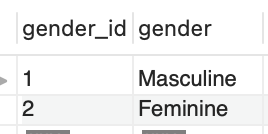 gender_id gender
1 Masculine
2 Feminine